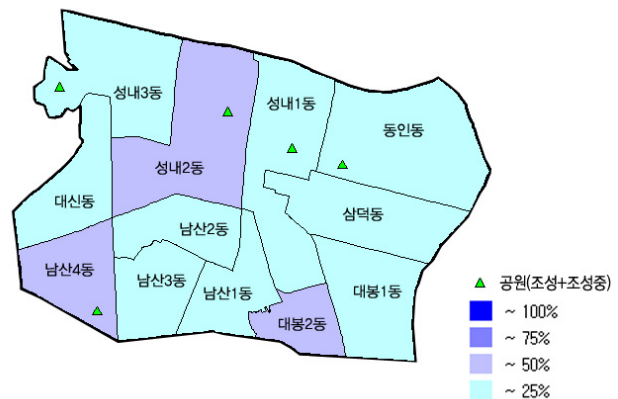 성내3동
성내1동
동인동
성내2동
대신동
삼덕동
남산2동
남산4동
남산3동
남산1동
대봉1동
대봉2동
공원(조성+조성중)
~ 100%
~ 75%
~ 50%
~ 25%